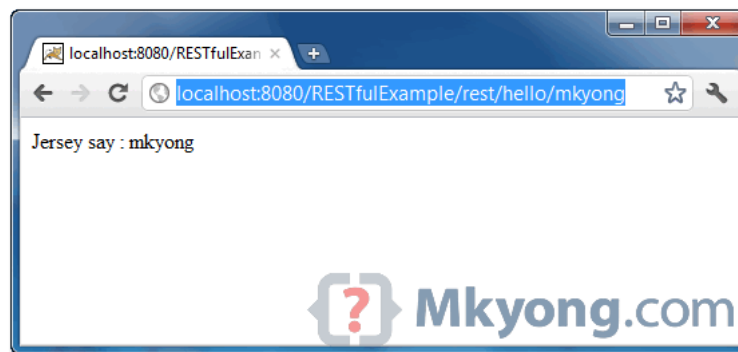 localhost:8080/RESTfulExan
localhost:8080/RESTfulExample/rest/hello/mkyong
Jersey say : mkyong
{?} Mkyong.com